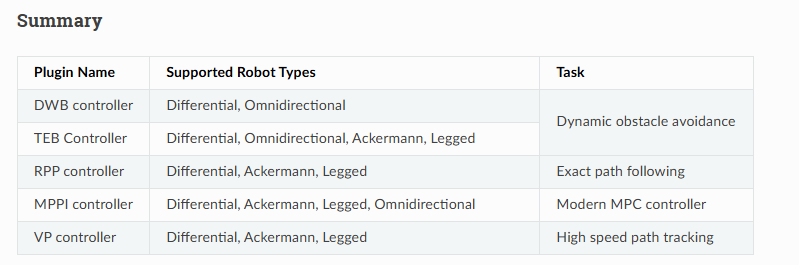 Summary
Plugin Name Supported Robot Types Task
DWB controller Differential, Omnidirectional
Dynamic obstacle avoidance
TEB Controller Differential, Omnidirectional, Ackermann, Legged
RPP controller Differential, Ackermann, Legged Exact path following
MPPI controller Differential, Ackermann, Legged, Omnidirectional Modern MPC controller
VP controller Differential, Ackermann, Legged High speed path tracking